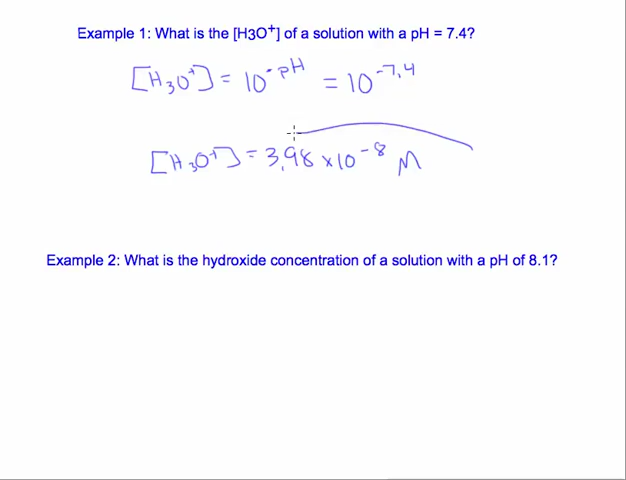 Example 1: What is the [H3O+] of a solution with a pH = 7.4?
[H₃O⁺] = 10⁻ᵖᴴ = 10⁻⁷·⁴
[H₃O⁺] = 3.98 x 10⁻⁸ M
Example 2: What is the hydroxide concentration of a solution with a pH of 8.1?